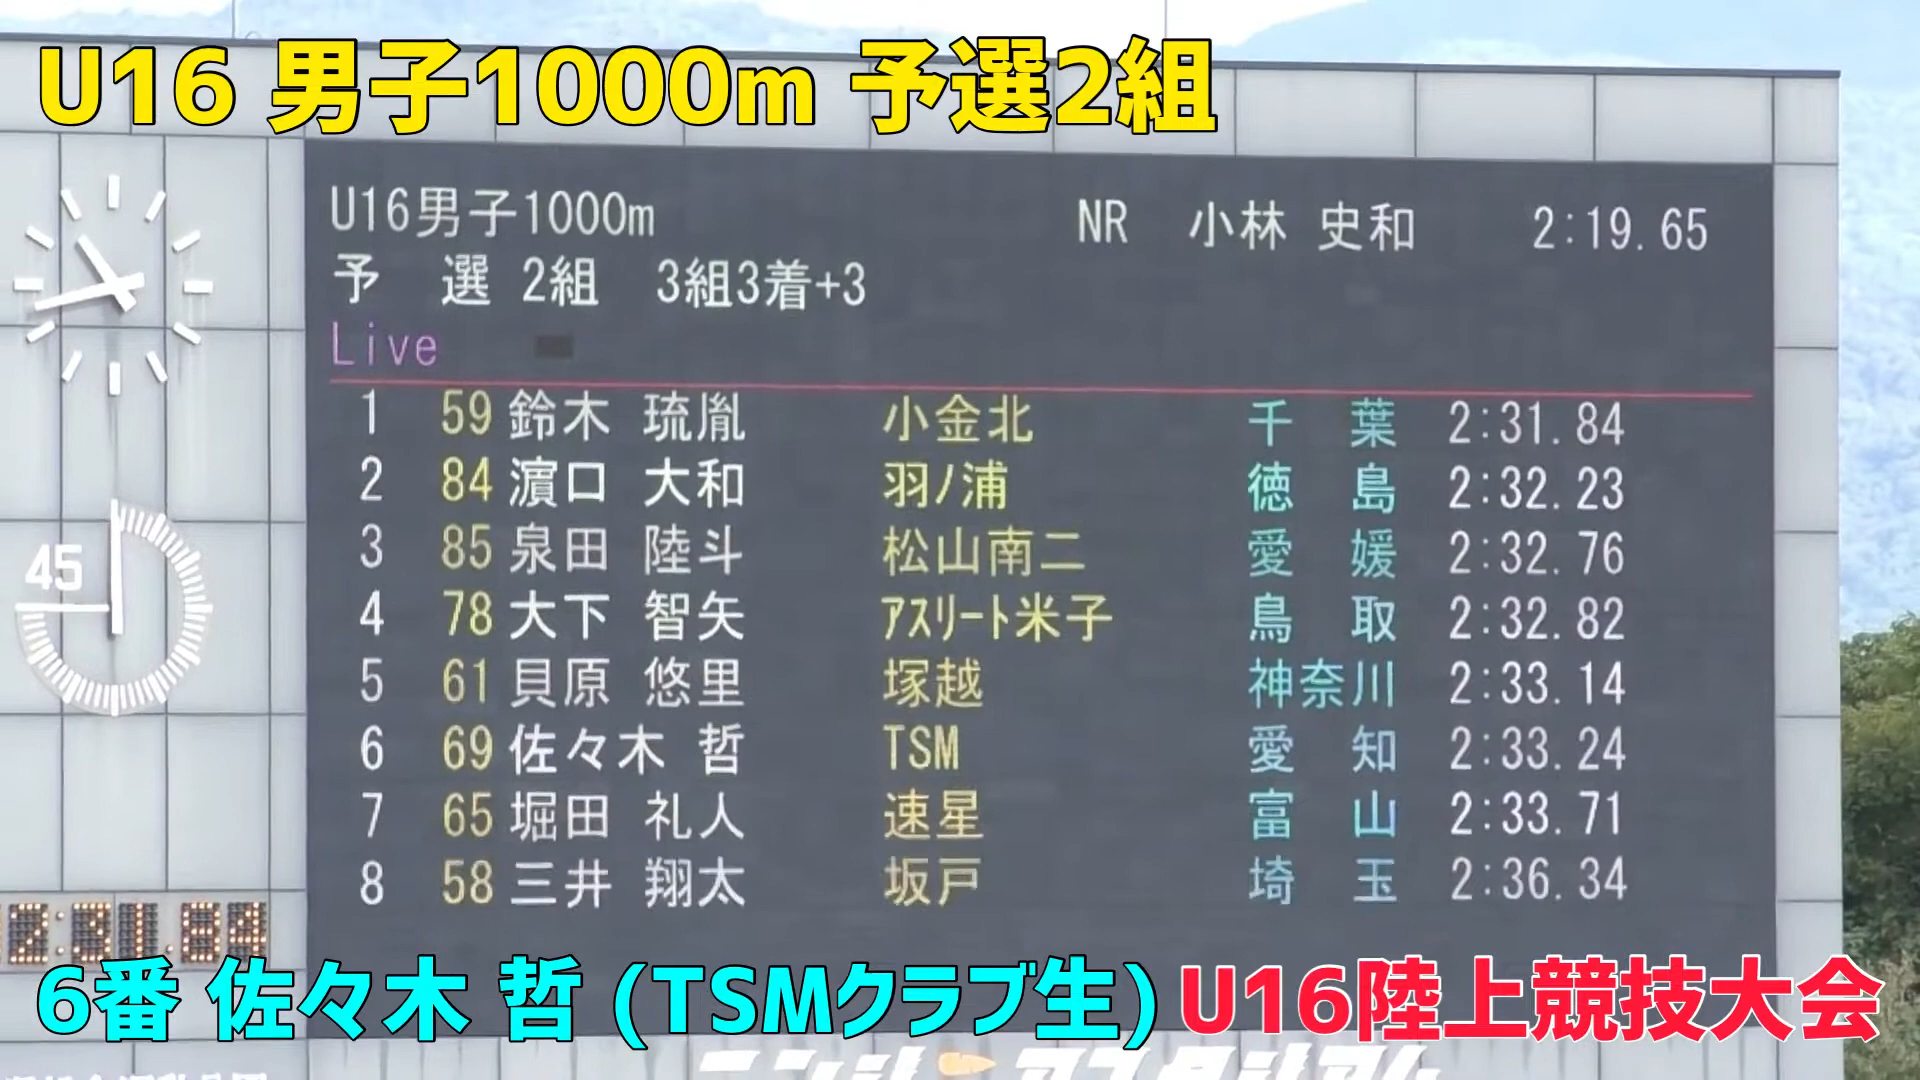 U16 男子1000m 予選2組
U16男子1000m NR 小林 史和 2:19.65
予 選 2組 3組3着+3
Live
1 59 鈴木 琉胤 小金北 千 葉 2:31.84
2 84 濵口 大和 羽ノ浦 徳 島 2:32.23
3 85 泉田 陸斗 松山南二 愛 媛 2:32.76
4 78 大下 智矢 ｱｽﾘｰﾄ米子 鳥 取 2:32.82
5 61 貝原 悠里 塚越 神奈川 2:33.14
6 69 佐々木 哲 TSM 愛 知 2:33.24
7 65 堀田 礼人 速星 富 山 2:33.71
8 58 三井 翔太 坂戸 埼 玉 2:36.34
45
2:31.84
6番 佐々木 哲 (TSMクラブ生) U16陸上競技大会